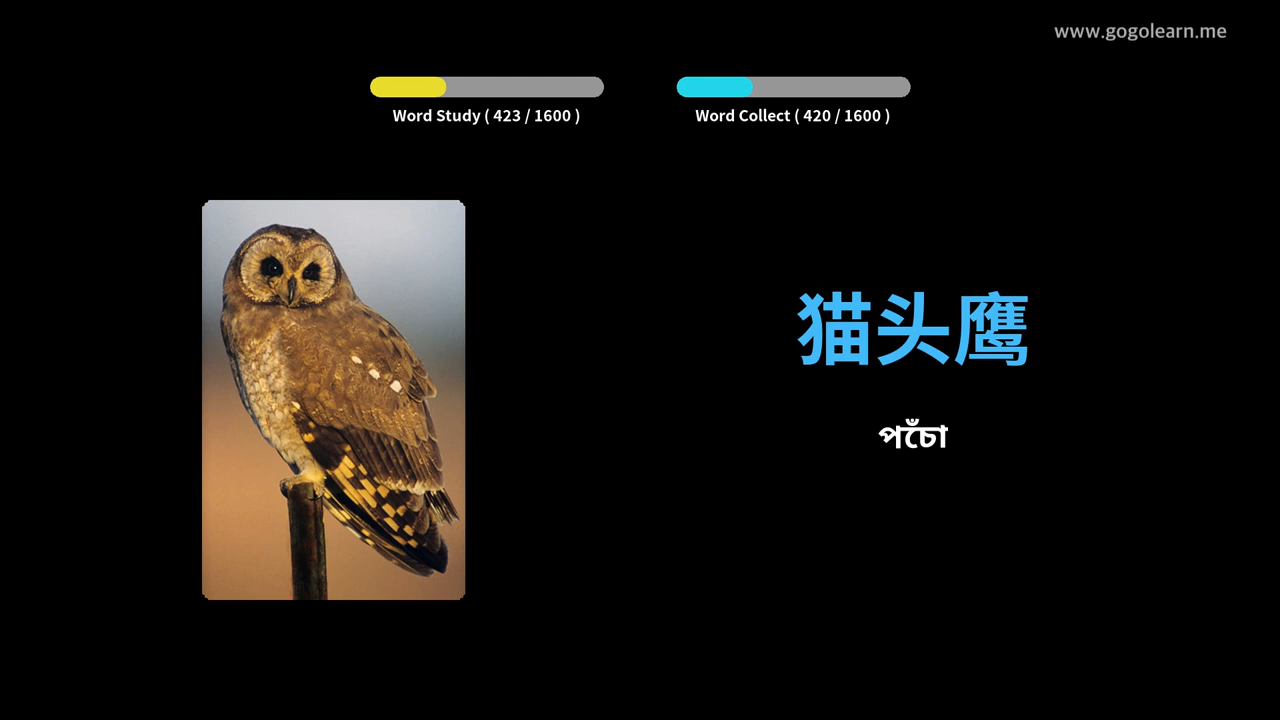 www.gogolearn.me
Word Study ( 423 / 1600 )
Word Collect ( 420 / 1600 )
猫头鹰
পেঁচা